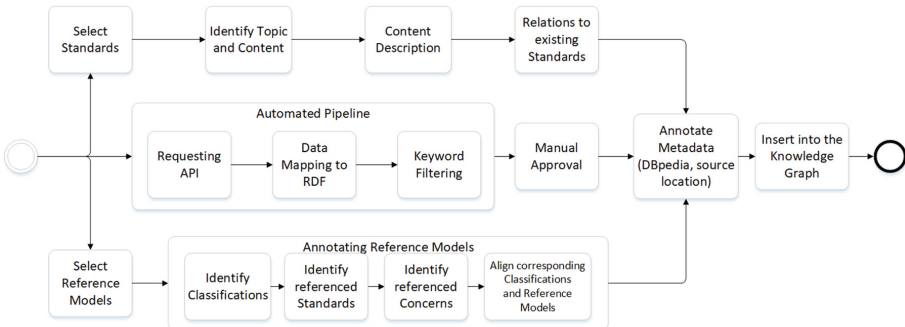 Select
Standards
Identify Topic
and Content
Content
Description
Relations to
existing
Standards
Automated Pipeline
Requesting
API
Data
Mapping to
RDF
Keyword
Filtering
Manual
Approval
Annotate
Metadata
(DBpedia, source
location)
Insert into the
Knowledge
Graph
Select
Reference
Models
Annotating Reference Models
Identify
Classifications
Identify
referenced
Standards
Identify
referenced
Concerns
Align corresponding
Classifications
and Reference
Models